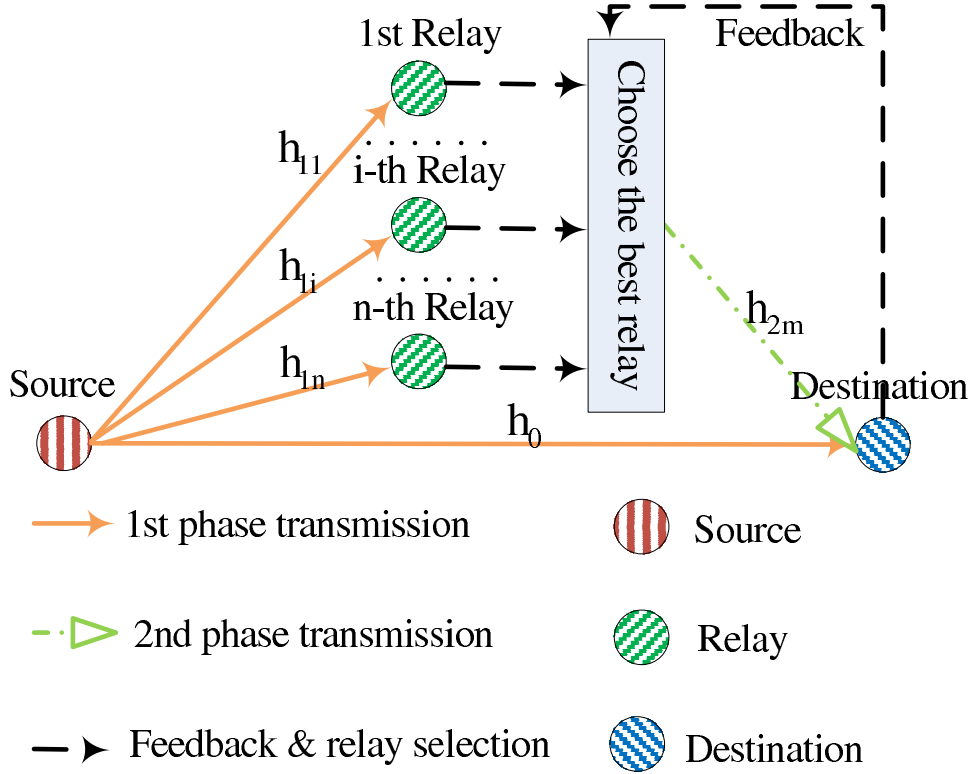 1st Relay
Feedback
h11
. . . . . .
i-th Relay
Choose the best relay
h1i
. . . . . .
n-th Relay
h2m
h1n
Source
Destination
h0
1st phase transmission
Source
2nd phase transmission
Relay
Feedback & relay selection
Destination